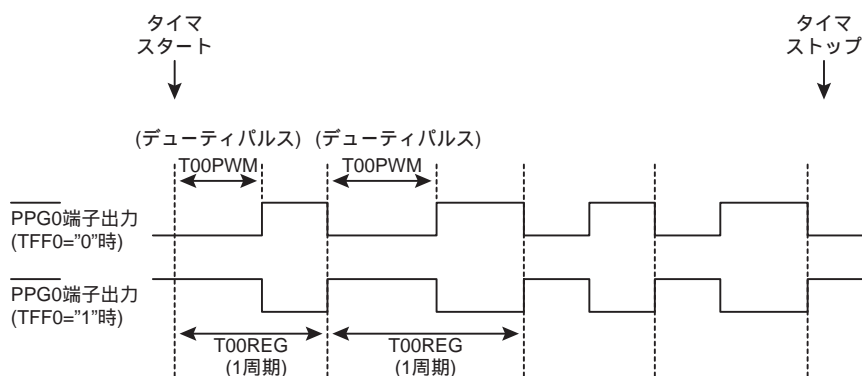 タイマ
スタート
タイマ
ストップ
(デューティパルス) (デューティパルス)
T00PWM
T00PWM
PPG0端子出力
(TFF0=”0”時)
PPG0端子出力
(TFF0=”1”時)
T00REG
(1周期)
T00REG
(1周期)